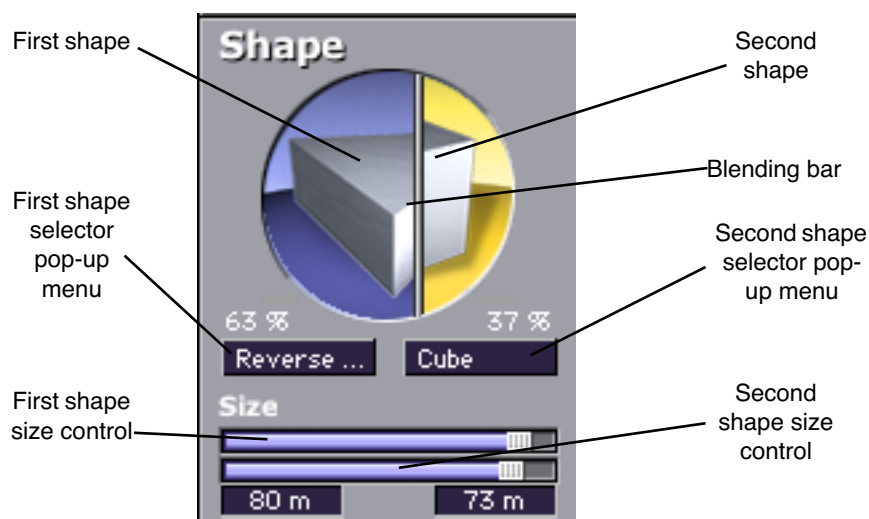 First shape
Shape
Second
shape
Blending bar
First shape
selector
pop-up
menu
Second shape
selector pop-
up menu
63 %
37 %
Reverse ...
Cube
First shape
size control
Size
Second
shape size
control
80 m
73 m